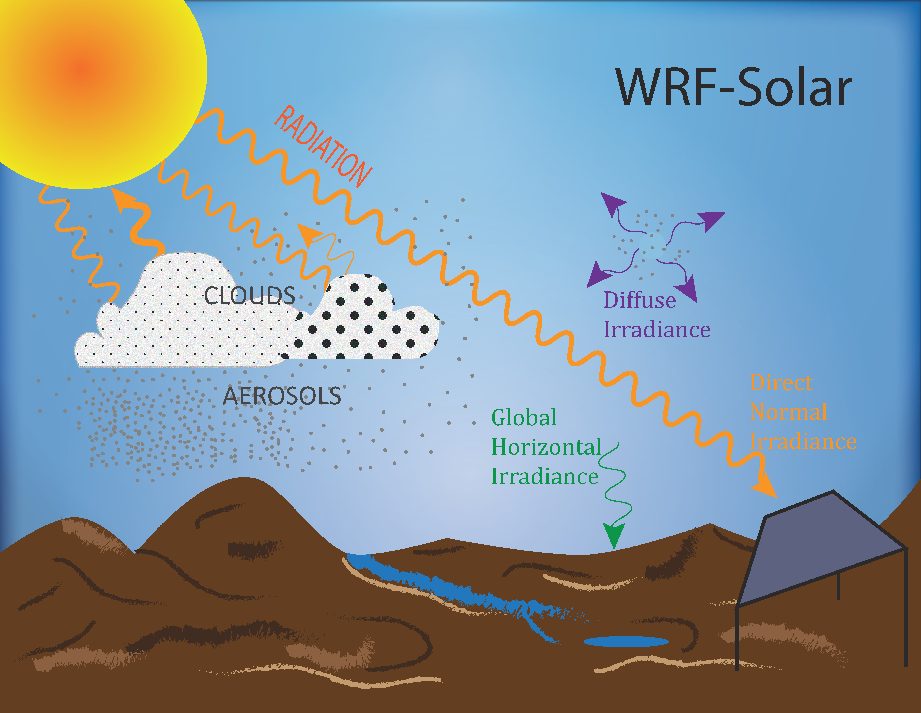 WRF-Solar
RADIATION
CLOUDS
AEROSOLS
Diffuse
Irradiance
Direct
Normal
Irradiance
Global
Horizontal
Irradiance